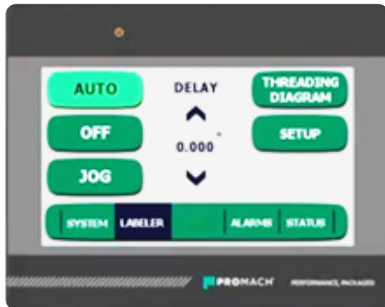 AUTO
DELAY
THREADING
DIAGRAM
OFF
0.000
SETUP
JOG
SYSTEM
LABELER
ALARMS
STATUS
PROMACH
PERFORMANCE, PACKAGED